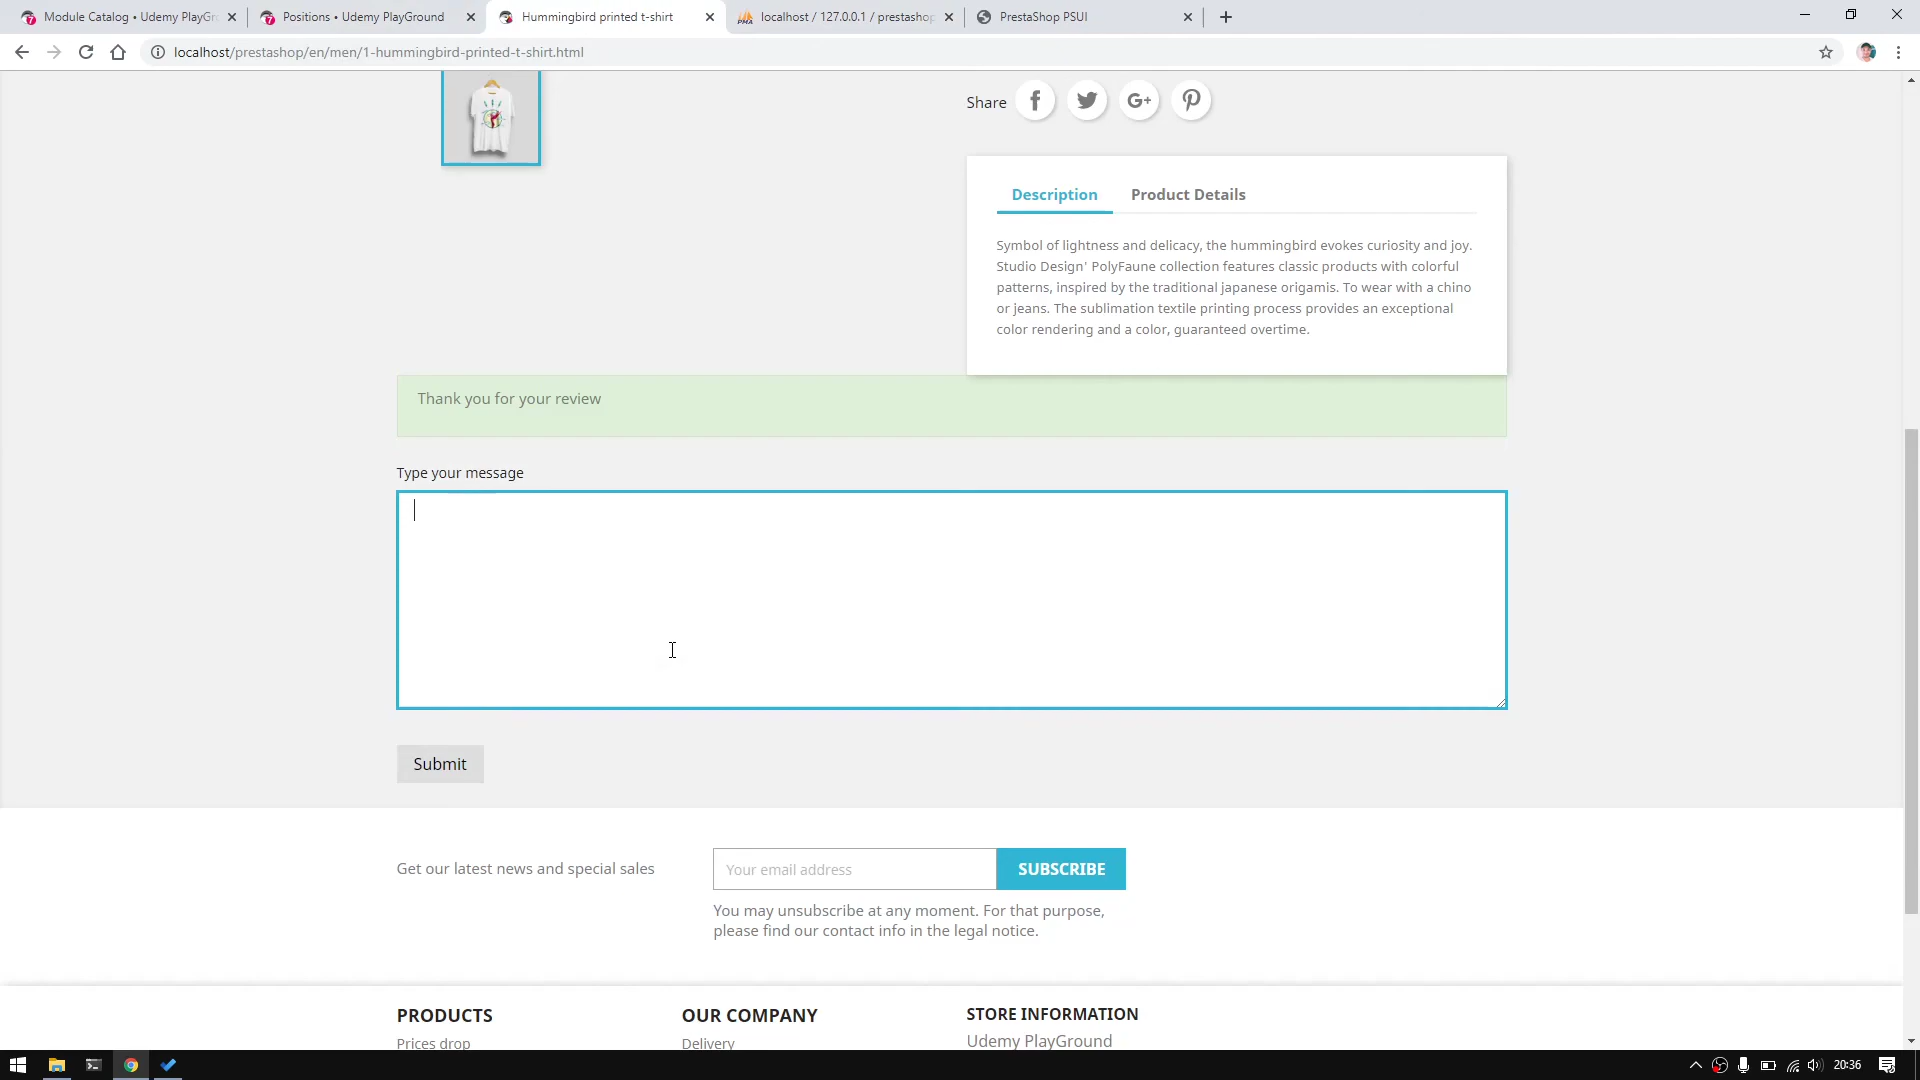 Module Catalog • Udemy PlayGr
Positions • Udemy PlayGround
Hummingbird printed t-shirt
localhost / 127.0.0.1 / prestashop
PrestaShop PSUI
localhost/prestashop/en/men/1-hummingbird-printed-t-shirt.html
Share
Description
Product Details
Symbol of lightness and delicacy, the hummingbird evokes curiosity and joy.
Studio Design' PolyFaune collection features classic products with colorful
patterns, inspired by the traditional japanese origamis. To wear with a chino
or jeans. The sublimation textile printing process provides an exceptional
color rendering and a color, guaranteed overtime.
Thank you for your review
Type your message
Submit
Get our latest news and special sales
Your email address
SUBSCRIBE
You may unsubscribe at any moment. For that purpose,
please find our contact info in the legal notice.
PRODUCTS
OUR COMPANY
STORE INFORMATION
Prices drop
Delivery
Udemy PlayGround
20:36